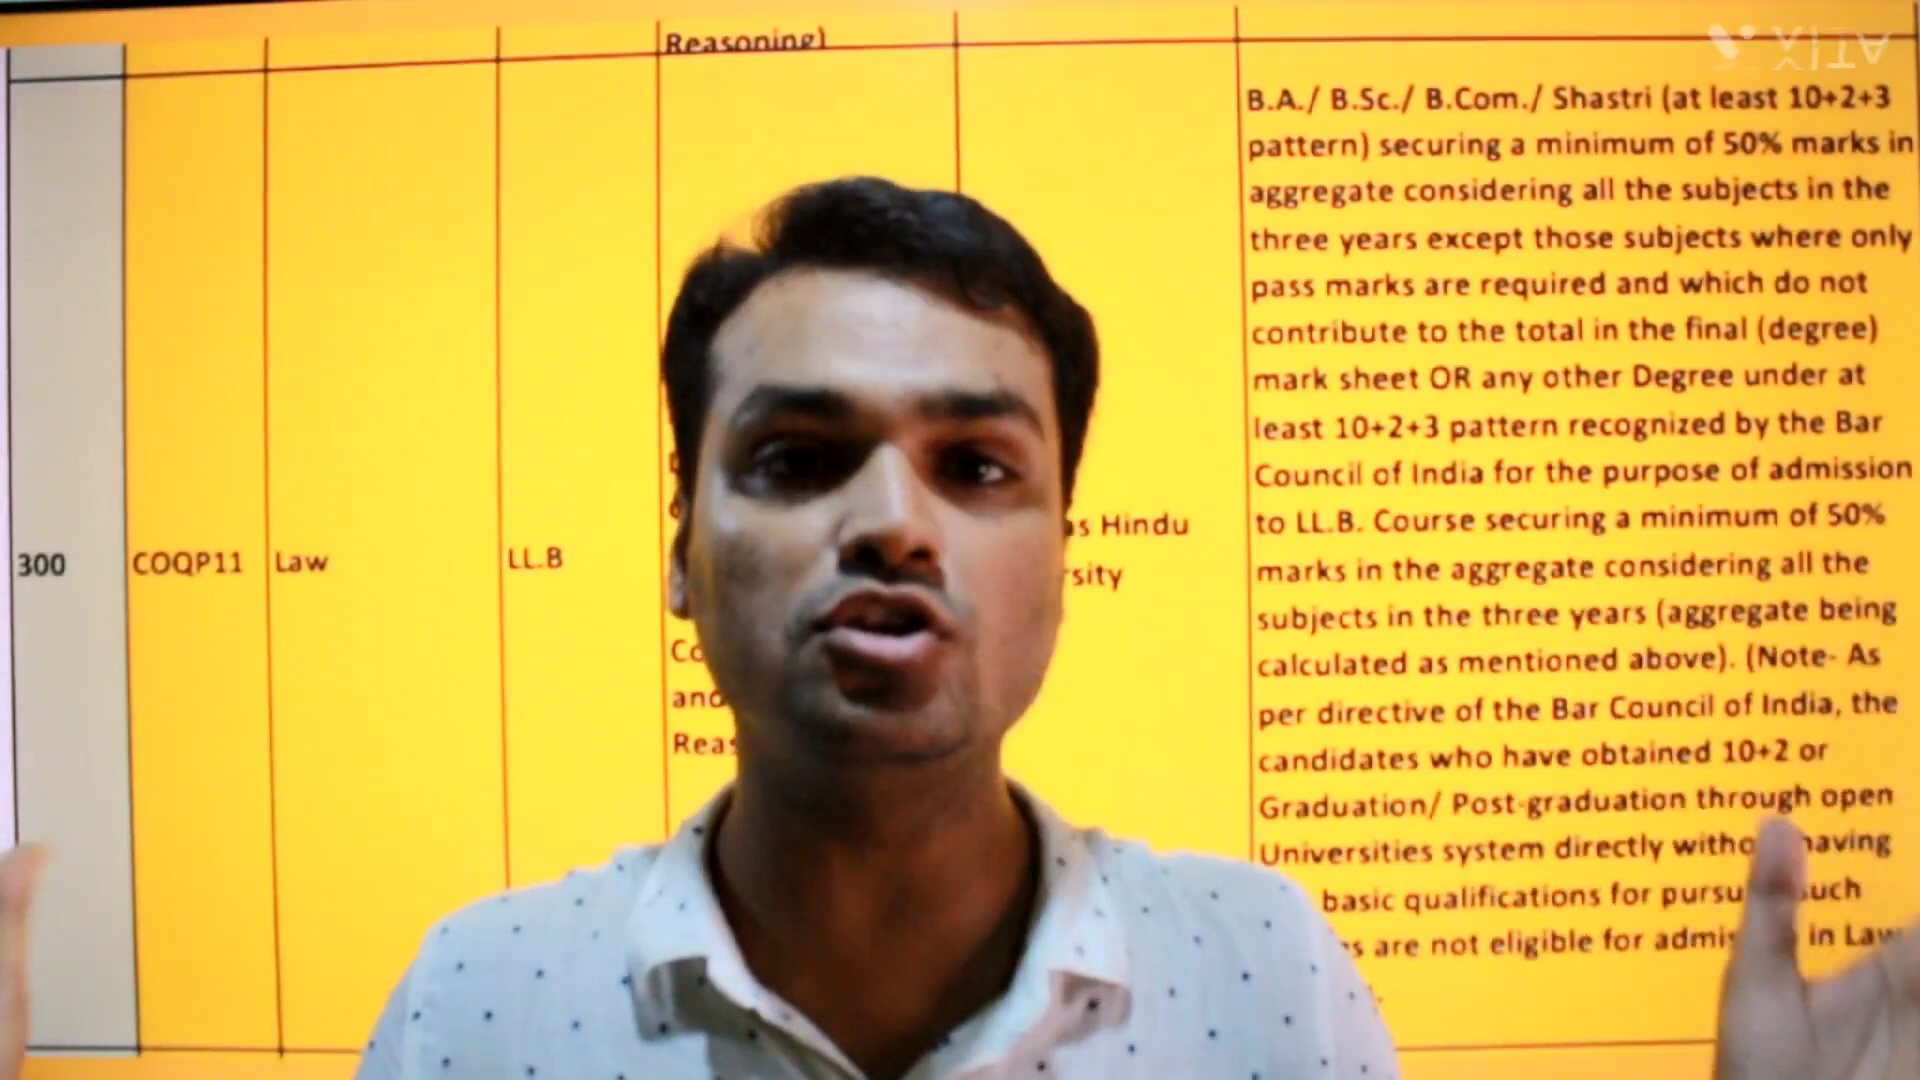 Reasoning)
300
COQP11
Law
LL.B
and
s Hindu
sity
B.A./ B.Sc./ B.Com./ Shastri (at least 10+2+3
pattern) securing a minimum of 50% marks in
aggregate considering all the subjects in the
three years except those subjects where only
pass marks are required and which do not
contribute to the total in the final (degree)
mark sheet OR any other Degree under at
least 10+2+3 pattern recognized by the Bar
Council of India for the purpose of admission
to LL.B. Course securing a minimum of 50%
marks in the aggregate considering all the
subjects in the three years (aggregate being
calculated as mentioned above). (Note- As
per directive of the Bar Council of India, the
candidates who have obtained 10+2 or
Graduation/ Post-graduation through open
Universities system directly having
basic qualifications for such
are not eligible for in Law